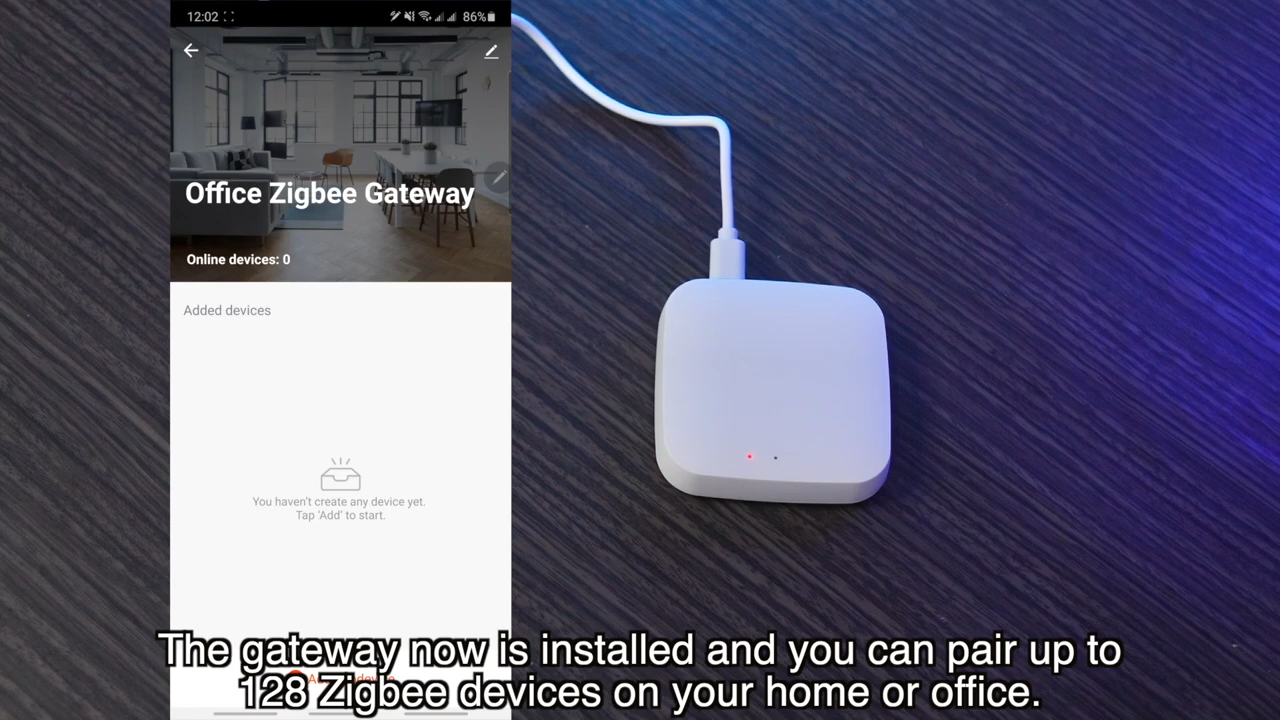 12:02
86%
Office Zigbee Gateway
Online devices: 0
Added devices
You haven't create any device yet.
Tap 'Add' to start.
The gateway now is installed and you can pair up to
128 Zigbee devices on your home or office.